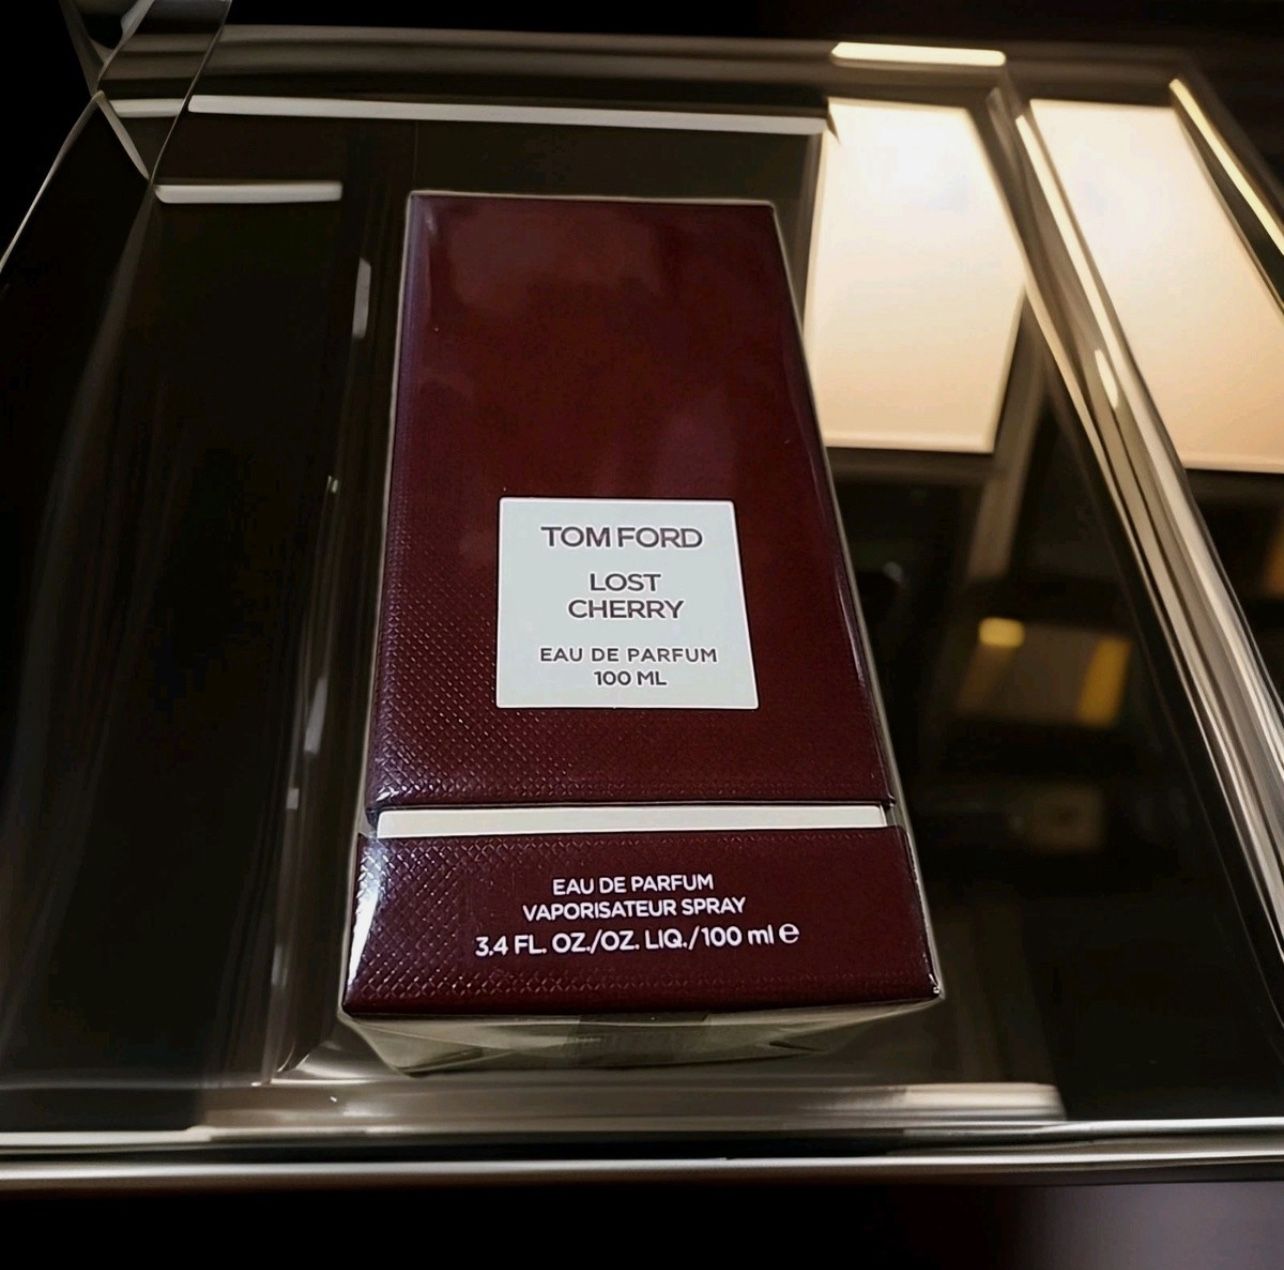 TOM FORD
LOST
CHERRY
EAU DE PARFUM
100 ML
EAU DE PARFUM
VAPORISATEUR SPRAY
3.4 FL. OZ./OZ. LIQ./100 ml ℮